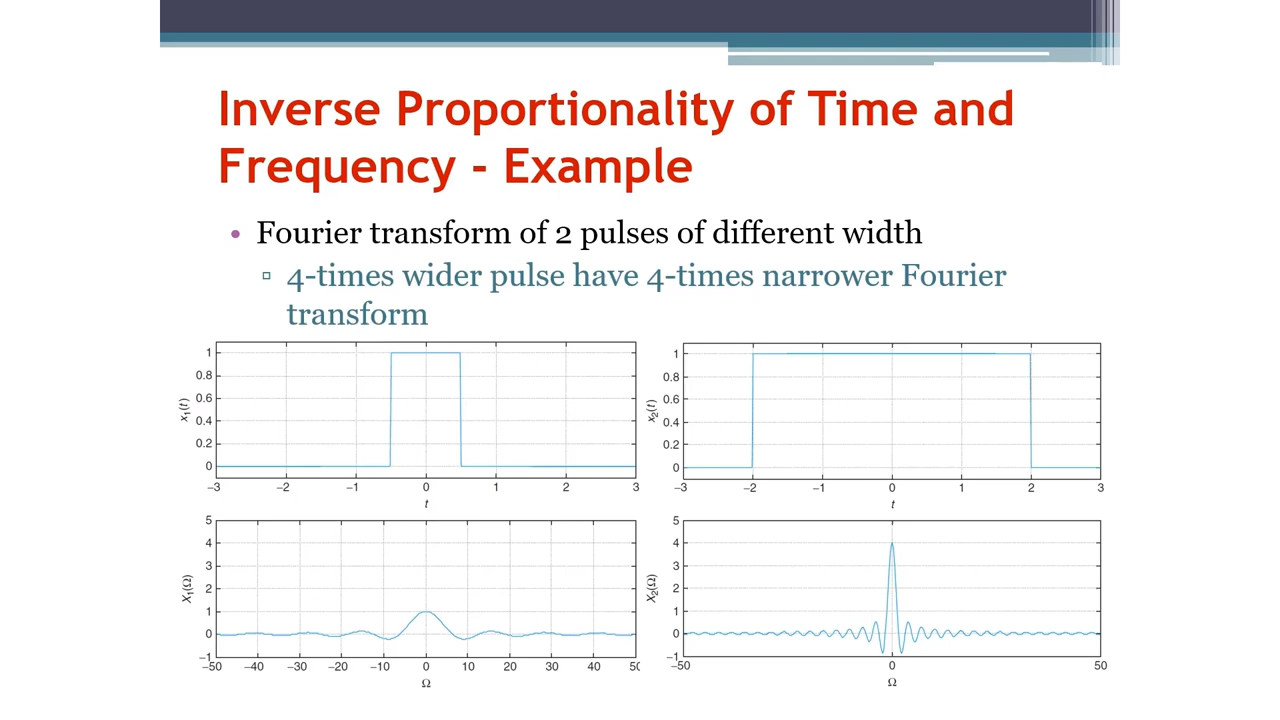 Inverse Proportionality of Time and
Frequency - Example
• Fourier transform of 2 pulses of different width
▫ 4-times wider pulse have 4-times narrower Fourier
transform
x₁(t)
1
0.8
0.6
0.4
0.2
0
−3 −2 −1 0 1 2 3
t
x₂(t)
1
0.8
0.6
0.4
0.2
0
−3 −2 −1 0 1 2 3
t
X₁(Ω)
5
4
3
2
1
0
−1
−50 −40 −30 −20 −10 0 10 20 30 40 50
Ω
X₂(Ω)
5
4
3
2
1
0
−1
−50 0 50
Ω